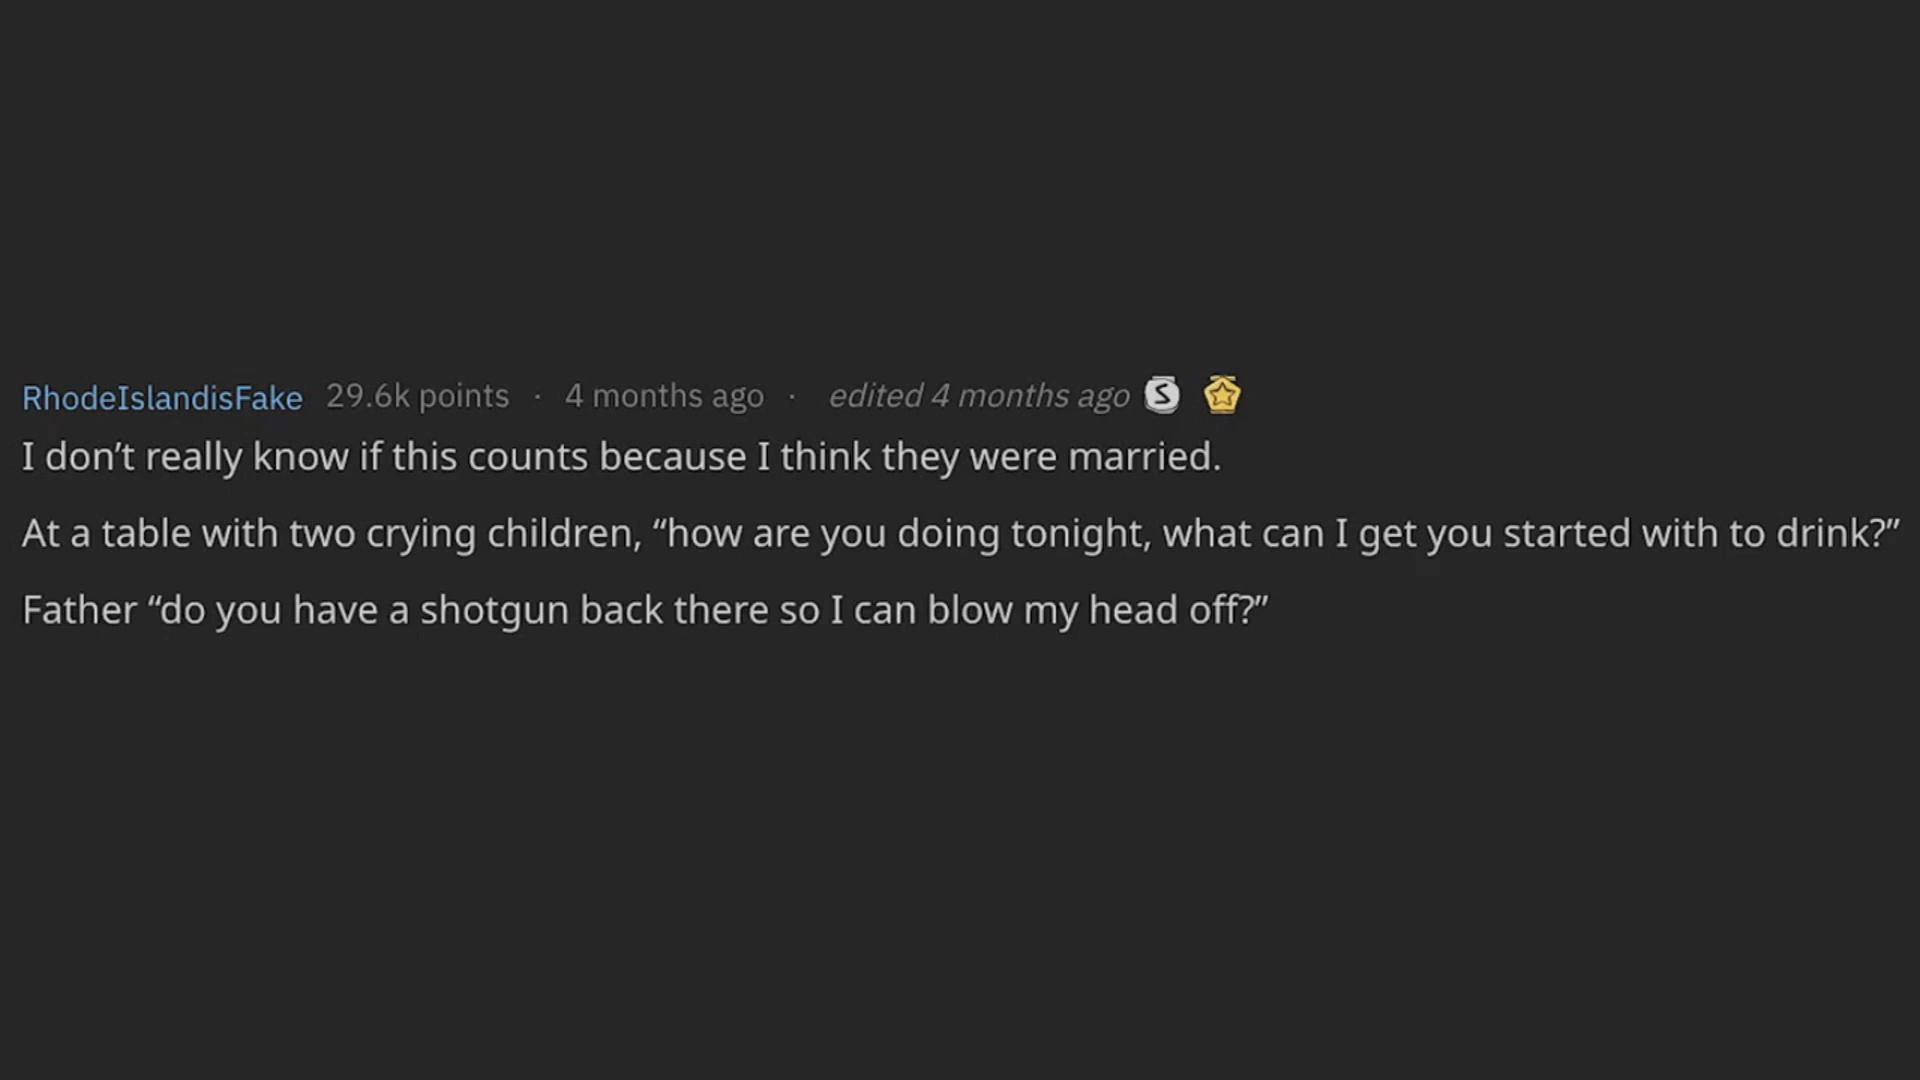 RhodeIslandisFake 29.6k points · 4 months ago · edited 4 months ago S
I don’t really know if this counts because I think they were married.
At a table with two crying children, “how are you doing tonight, what can I get you started with to drink?”
Father “do you have a shotgun back there so I can blow my head off?”